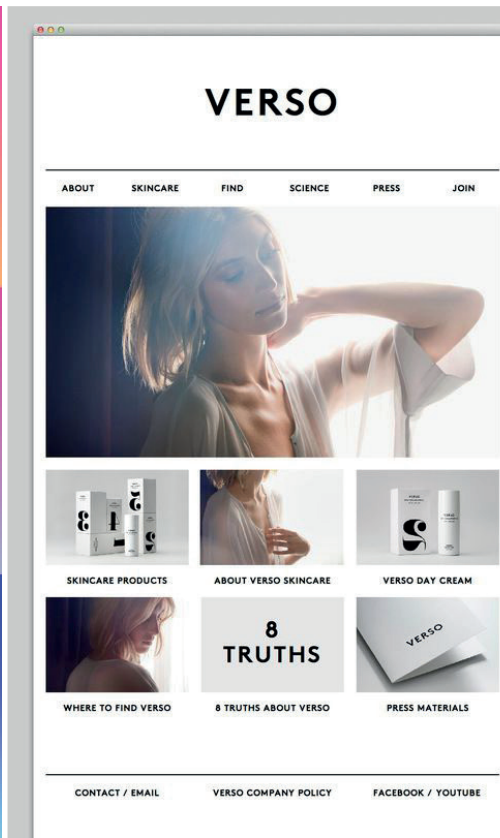 VERSO
ABOUT SKINCARE FIND SCIENCE PRESS JOIN
SKINCARE PRODUCTS ABOUT VERSO SKINCARE VERSO DAY CREAM
8
TRUTHS
VERSO
WHERE TO FIND VERSO 8 TRUTHS ABOUT VERSO PRESS MATERIALS
CONTACT / EMAIL VERSO COMPANY POLICY FACEBOOK / YOUTUBE